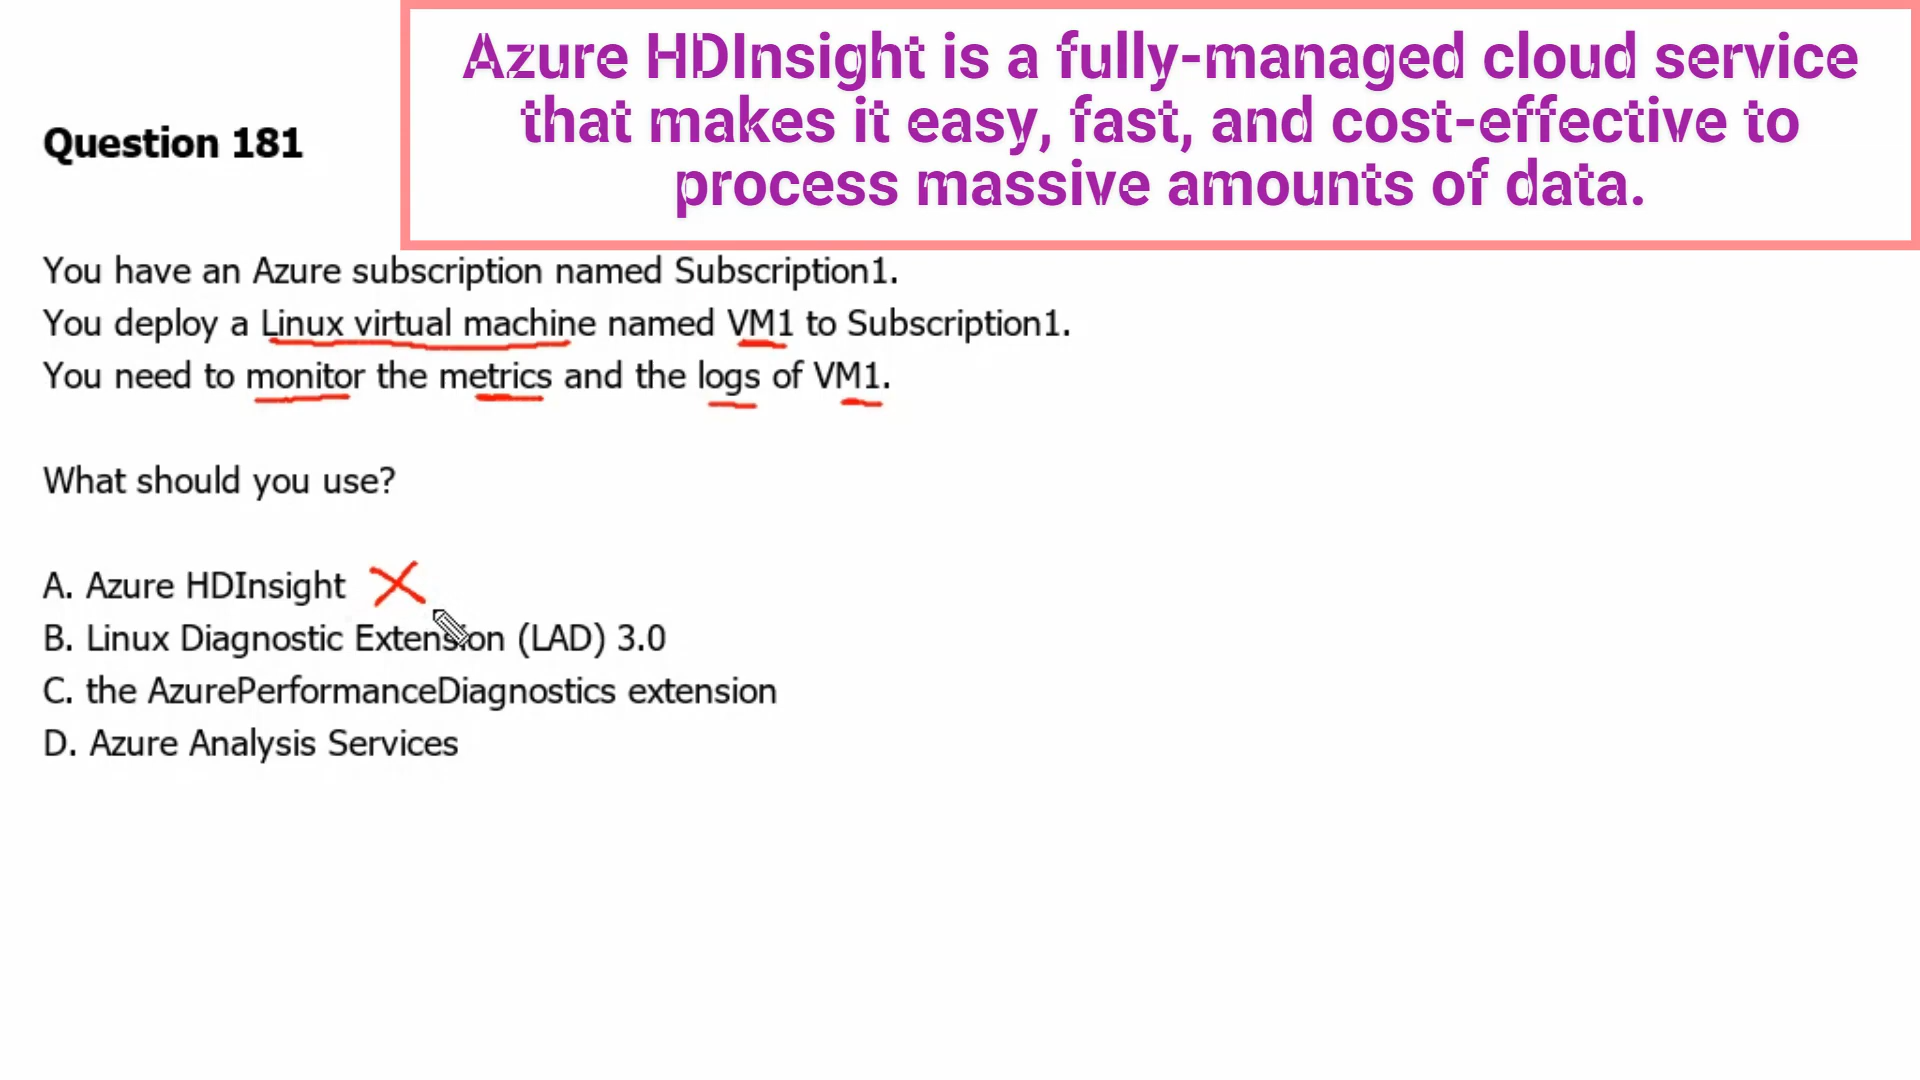 Azure HDInsight is a fully-managed cloud service
that makes it easy, fast, and cost-effective to
process massive amounts of data.
Question 181
You have an Azure subscription named Subscription1.
You deploy a Linux virtual machine named VM1 to Subscription1.
You need to monitor the metrics and the logs of VM1.
What should you use?
A. Azure HDInsight
B. Linux Diagnostic Extension (LAD) 3.0
C. the AzurePerformanceDiagnostics extension
D. Azure Analysis Services